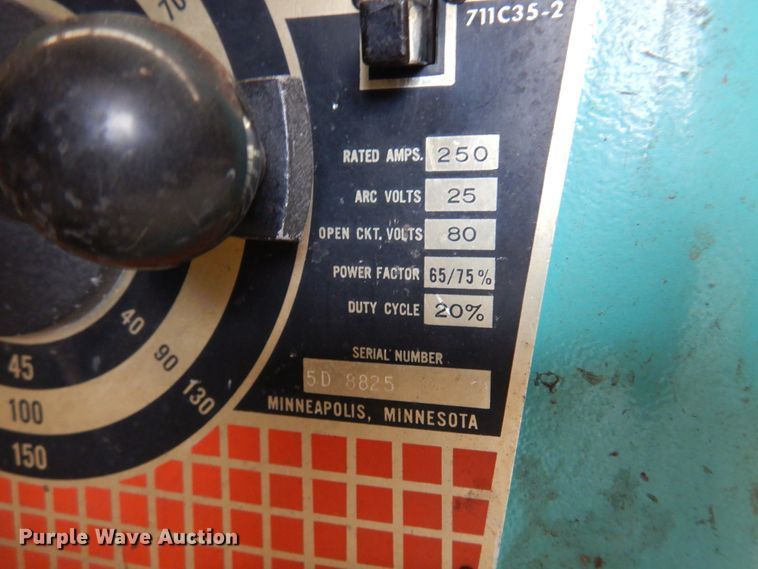 70
711C35-2
RATED AMPS. 250
ARC VOLTS 25
OPEN CKT. VOLTS 80
POWER FACTOR 65/75%
DUTY CYCLE 20%
SERIAL NUMBER
5D 8825
MINNEAPOLIS, MINNESOTA
40
90
130
45
100
150
Purple Wave Auction